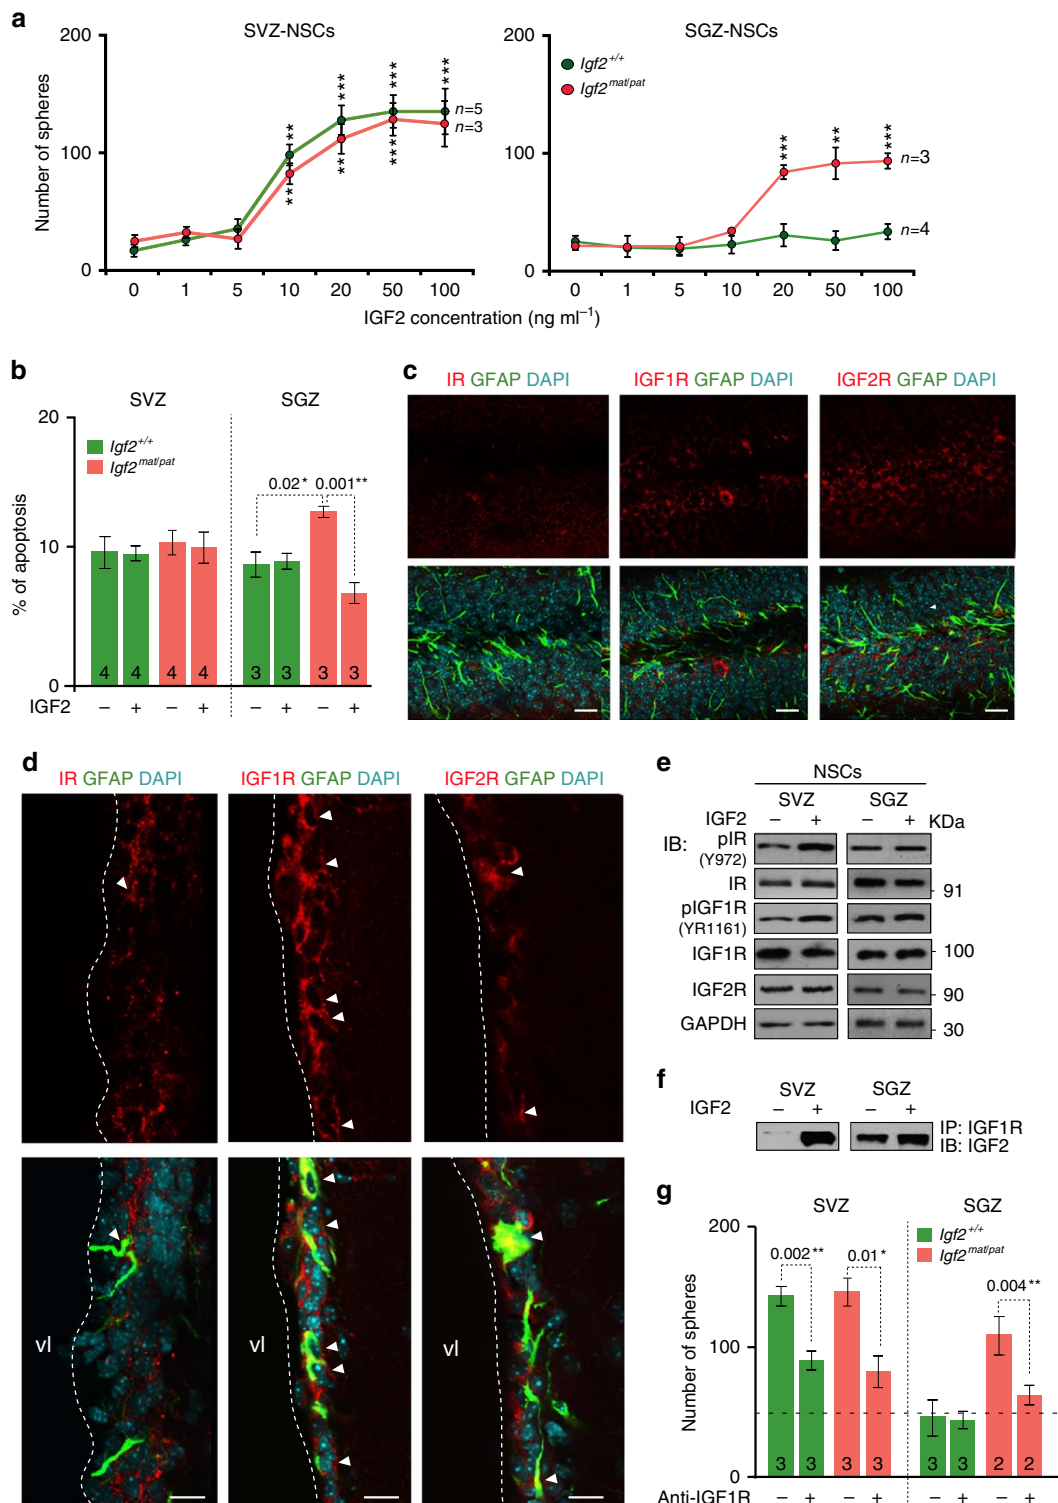 a
SVZ-NSCs
SGZ-NSCs
Number of spheres
200
100
0
** *** *** ***
*** *** *** 
n=5
n=3
0 1 5 10 20 50 100
200
100
0
Igf2+/+
Igf2mat/pat
*** ** ***
n=3
n=4
0 1 5 10 20 50 100
IGF2 concentration (ng ml−1)
b
SVZ SGZ
% of apoptosis
20
10
0
Igf2+/+
Igf2mat/pat
0.02* 0.001**
4 4 4 4 3 3 3 3
IGF2 − + − + − + − +
c
IR GFAP DAPI
IGF1R GFAP DAPI
IGF2R GFAP DAPI
d
IR GFAP DAPI
IGF1R GFAP DAPI
IGF2R GFAP DAPI
vl
vl
vl
e
NSCs
SVZ SGZ
IGF2 − + − + KDa
IB: pIR
(Y972)
IR 91
pIGF1R
(YR1161)
IGF1R 100
IGF2R 90
GAPDH 30
f
SVZ SGZ
IGF2 − + − +
IP: IGF1R
IB: IGF2
g
SVZ SGZ
Number of spheres
200
100
0
Igf2+/+
Igf2mat/pat
0.002** 0.01* 0.004**
3 3 3 3 3 3 2 2
Anti-IGF1R − + − + − + − +